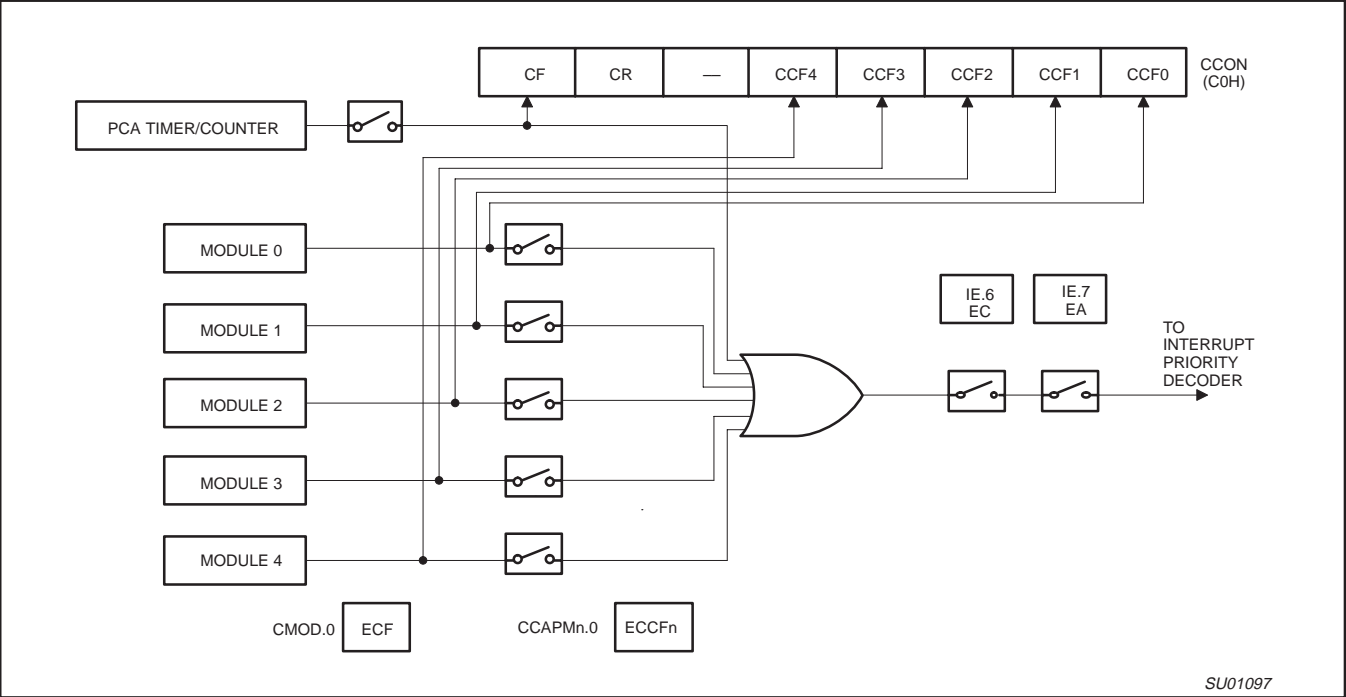 CF CR — CCF4 CCF3 CCF2 CCF1 CCF0
CCON
(C0H)
PCA TIMER/COUNTER
MODULE 0
MODULE 1
MODULE 2
MODULE 3
MODULE 4
IE.6
EC
IE.7
EA
TO
INTERRUPT
PRIORITY
DECODER
CMOD.0 ECF
CCAPMn.0 ECCFn
SU01097